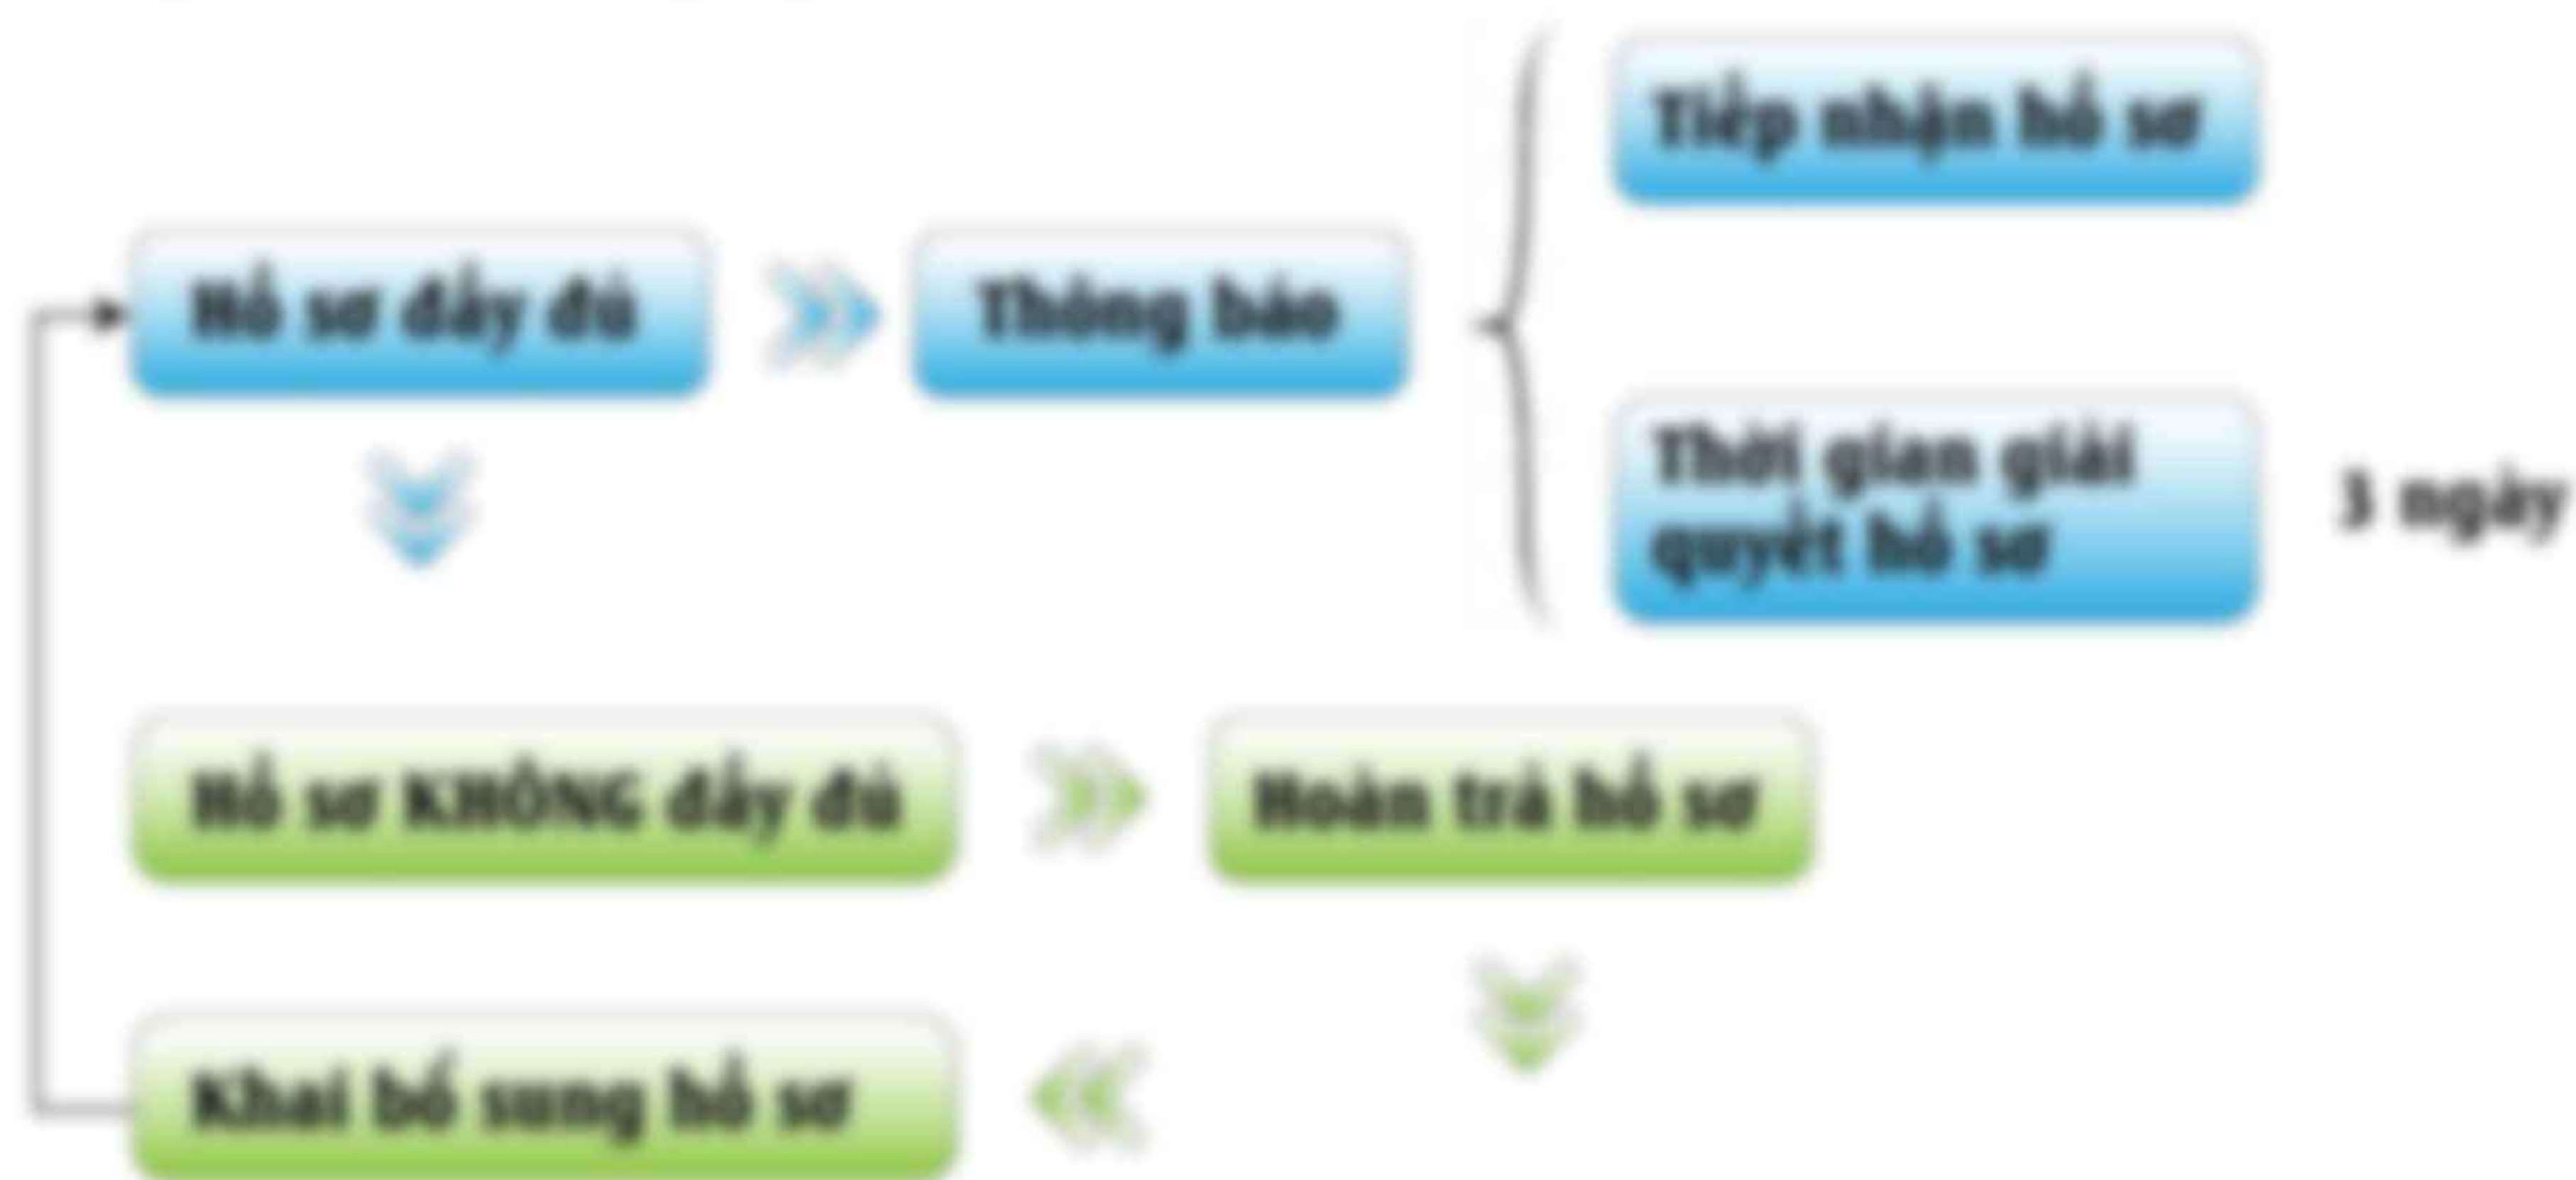 Tiếp nhận hồ sơ
Hồ sơ đầy đủ
Thông báo
Thời gian giải
quyết hồ sơ
3 ngày
Hồ sơ KHÔNG đầy đủ
Hoàn trả hồ sơ
Khai bổ sung hồ sơ